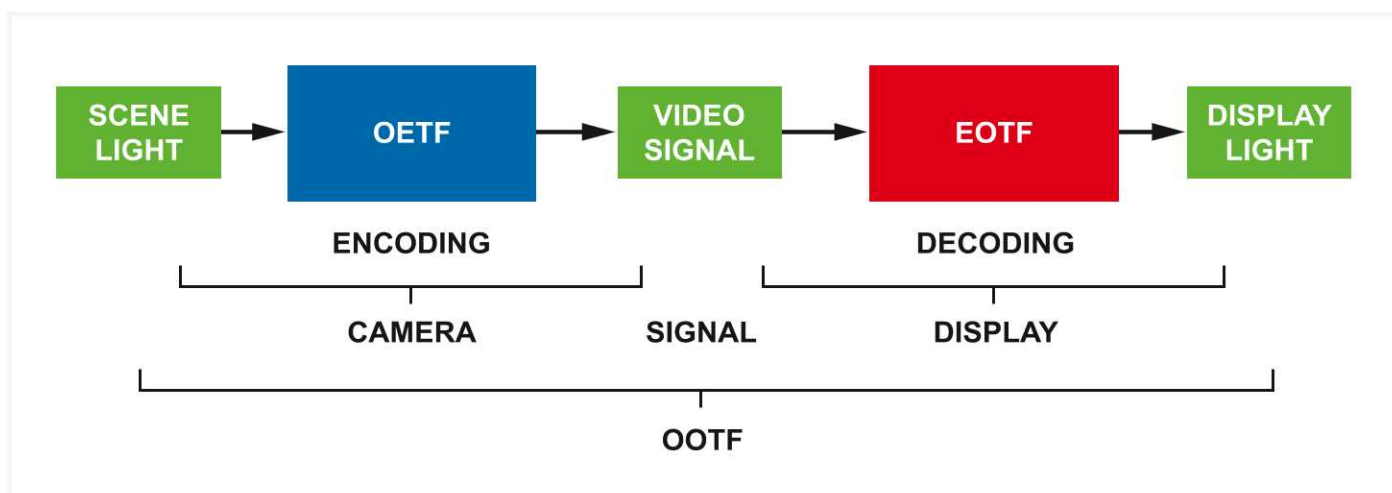 SCENE
LIGHT
OETF
VIDEO
SIGNAL
EOTF
DISPLAY
LIGHT
ENCODING
DECODING
CAMERA
SIGNAL
DISPLAY
OOTF